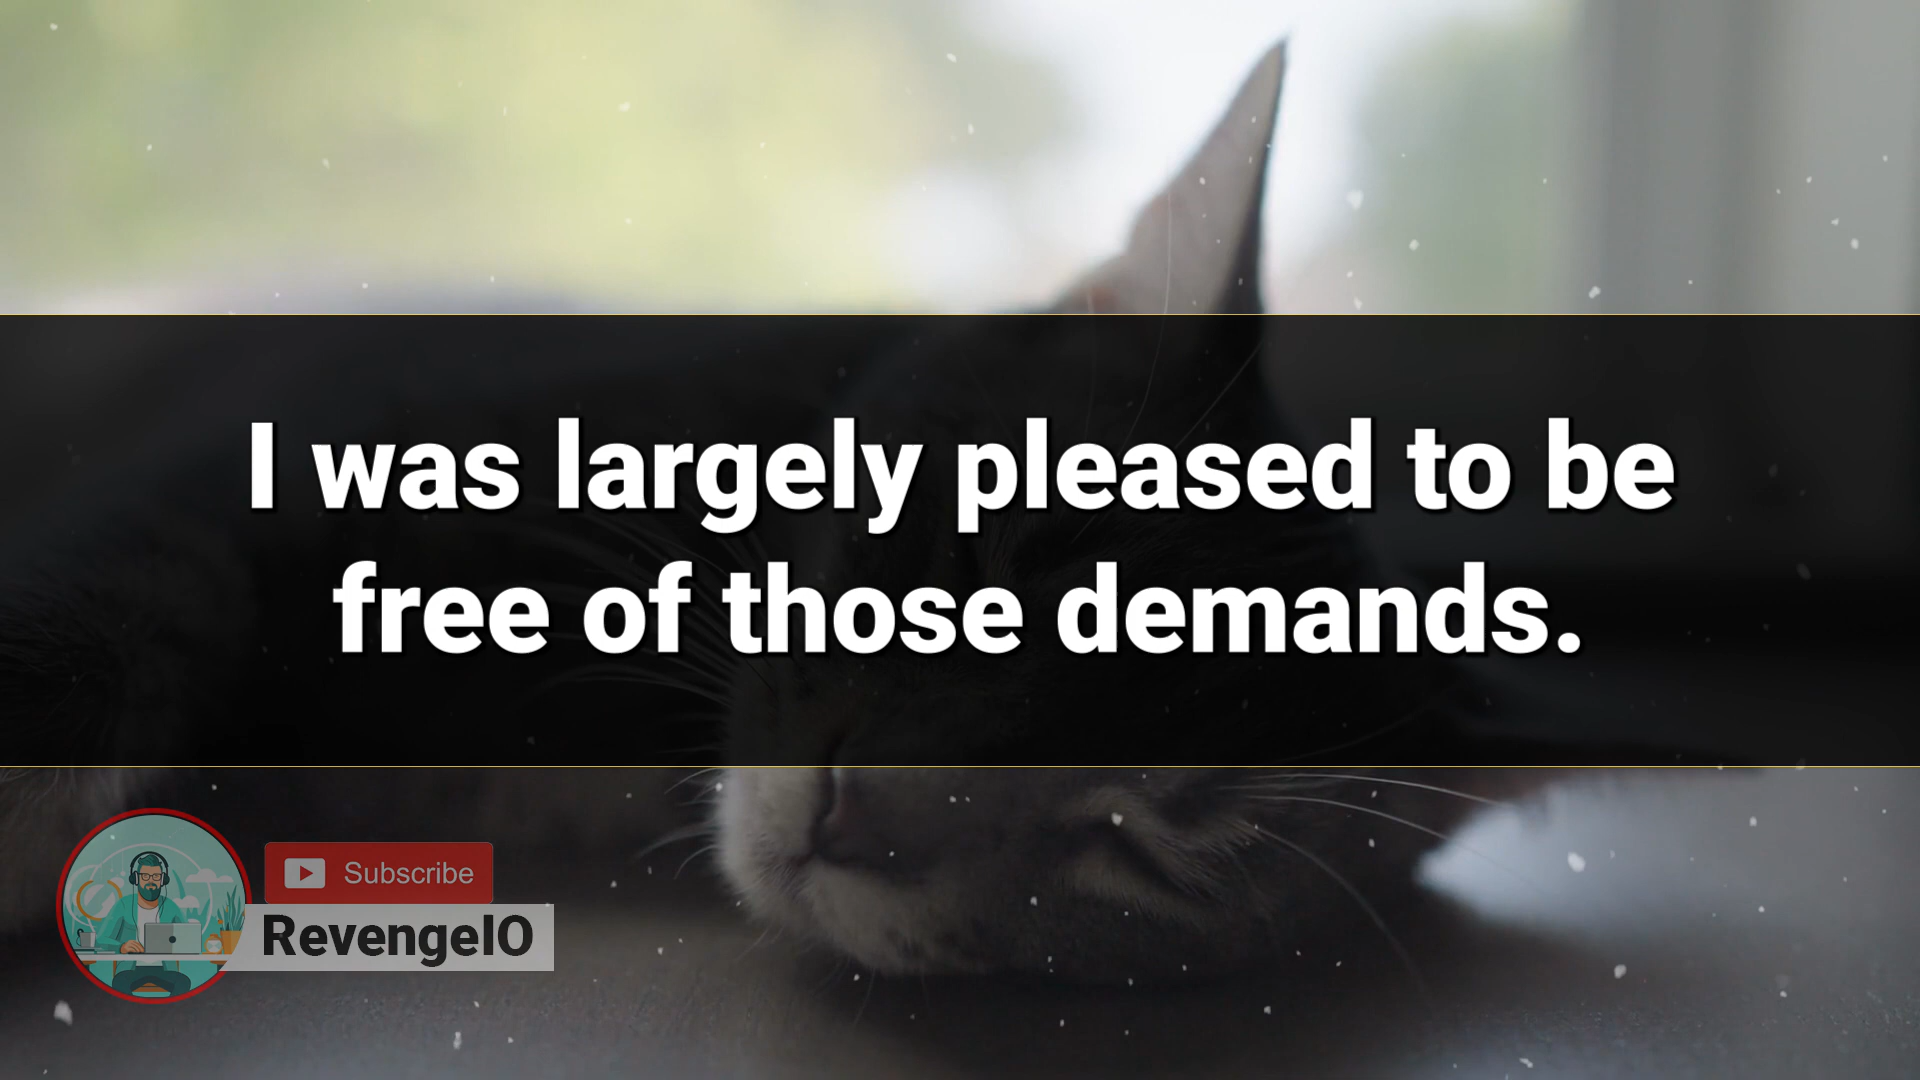 I was largely pleased to be
free of those demands.
Subscribe
RevengeIO